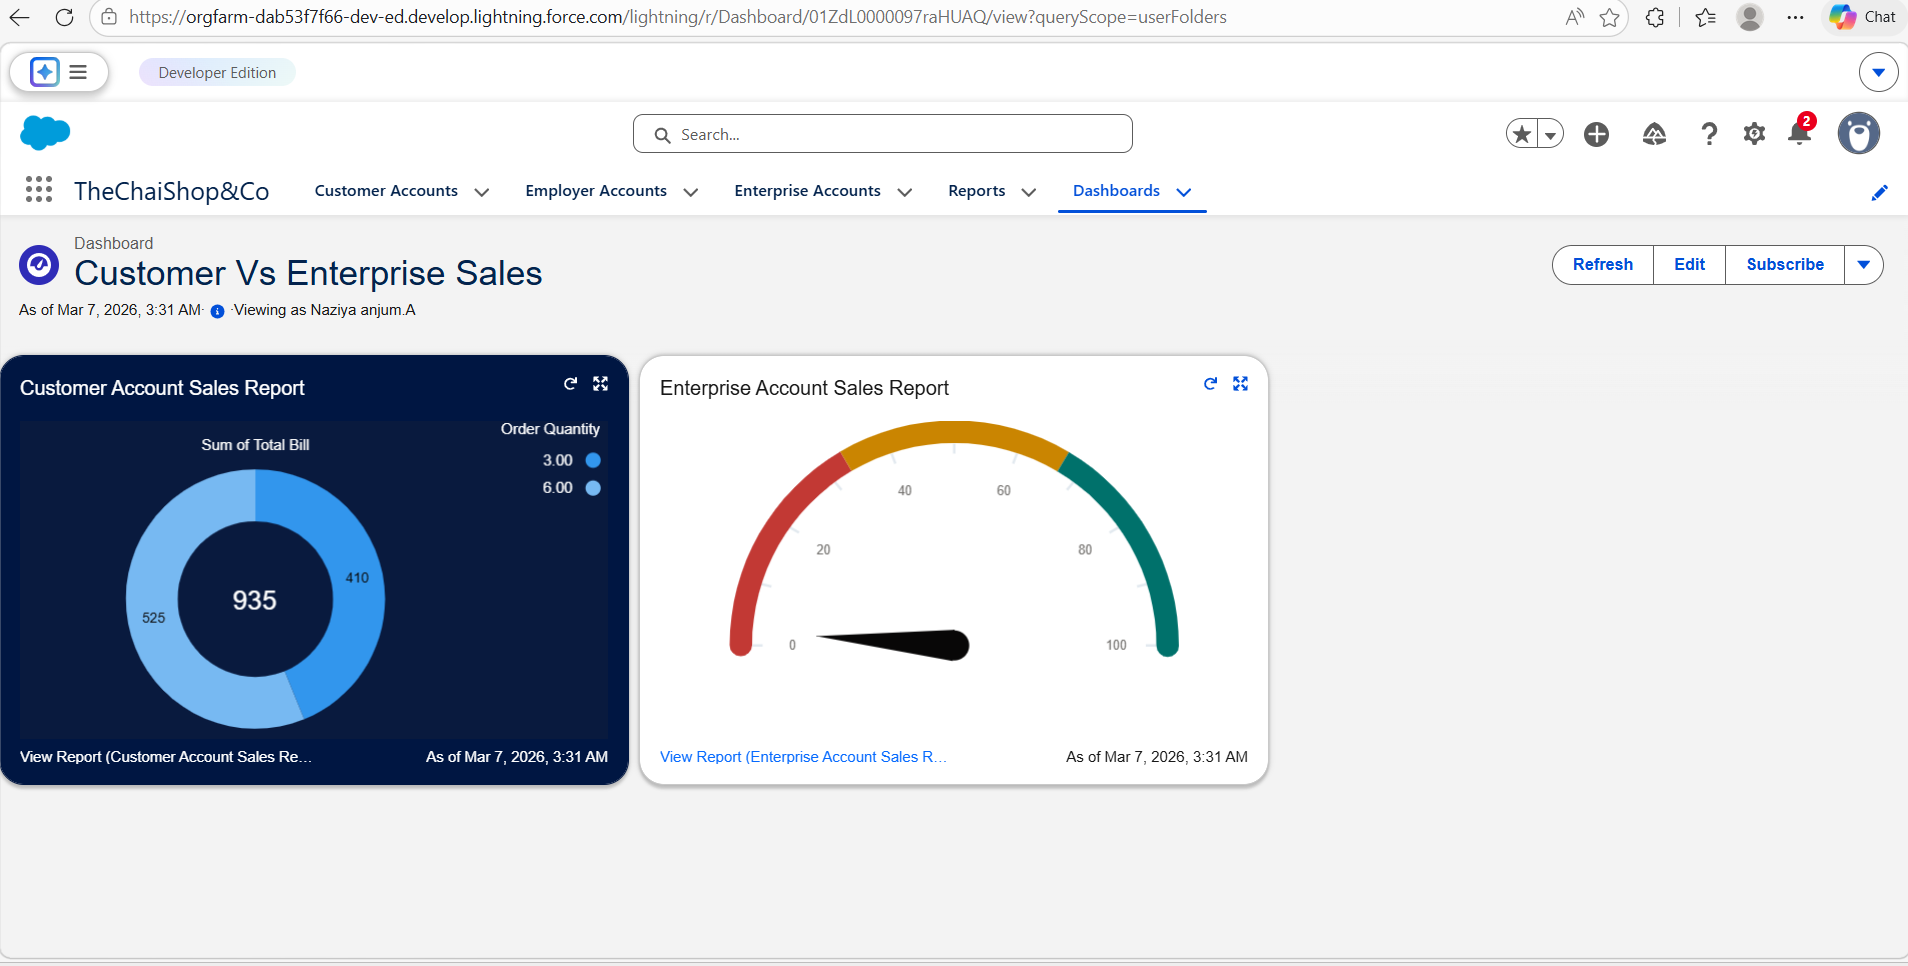 https://orgfarm-dab53f7f66-dev-ed.develop.lightning.force.com/lightning/r/Dashboard/01ZdL0000097raHUAQ/view?queryScope=userFolders
Chat
Developer Edition
Search...
2
TheChaiShop&Co
Customer Accounts
Employer Accounts
Enterprise Accounts
Reports
Dashboards
Dashboard
Customer Vs Enterprise Sales
As of Mar 7, 2026, 3:31 AM· ·Viewing as Naziya anjum.A
Refresh
Edit
Subscribe
Customer Account Sales Report
Sum of Total Bill
Order Quantity
3.00
6.00
410
525
935
View Report (Customer Account Sales Re...
As of Mar 7, 2026, 3:31 AM
Enterprise Account Sales Report
0
20
40
60
80
100
View Report (Enterprise Account Sales R...
As of Mar 7, 2026, 3:31 AM